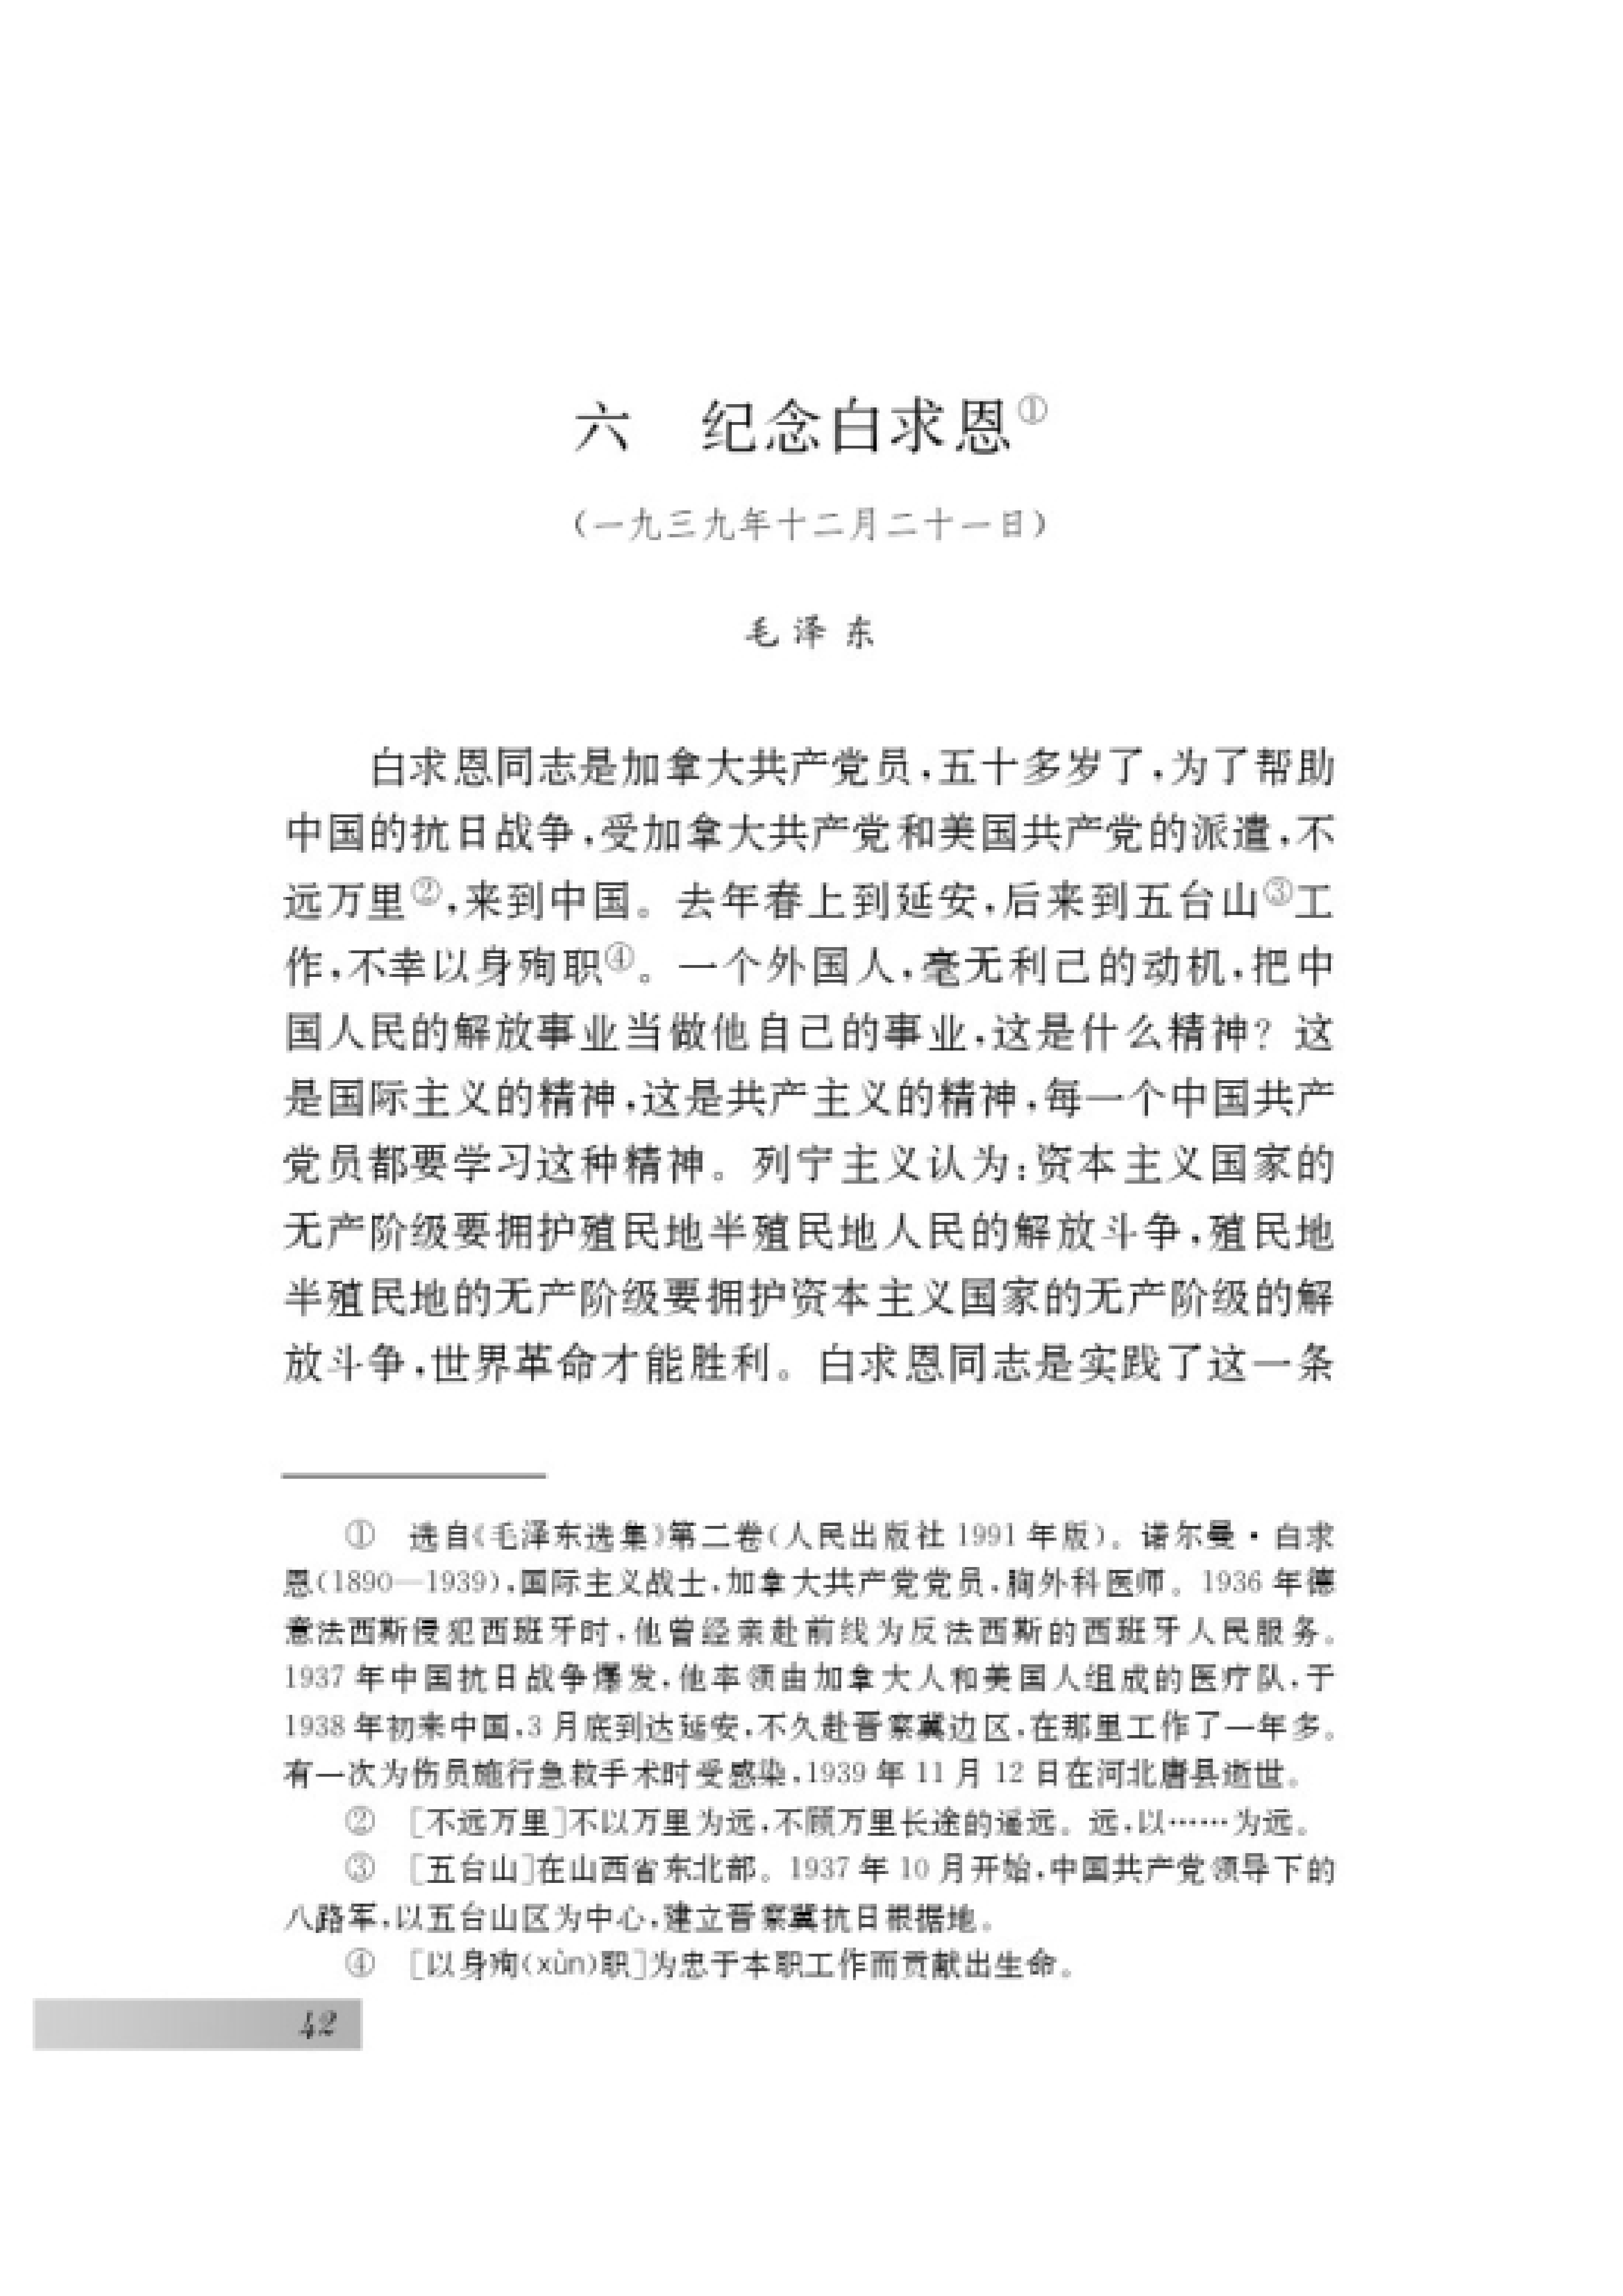 六　纪念白求恩①
（一九三九年十二月二十一日）
毛泽东
白求恩同志是加拿大共产党员，五十多岁了，为了帮助
中国的抗日战争，受加拿大共产党和美国共产党的派遣，不
远万里②，来到中国。去年春上到延安，后来到五台山③工
作，不幸以身殉职④。一个外国人，毫无利己的动机，把中
国人民的解放事业当做他自己的事业，这是什么精神？这
是国际主义的精神，这是共产主义的精神，每一个中国共产
党员都要学习这种精神。列宁主义认为：资本主义国家的
无产阶级要拥护殖民地半殖民地人民的解放斗争，殖民地
半殖民地的无产阶级要拥护资本主义国家的无产阶级的解
放斗争，世界革命才能胜利。白求恩同志是实践了这一条
①　选自《毛泽东选集》第二卷（人民出版社 1991 年版）。诺尔曼·白求
恩（1890—1939），国际主义战士，加拿大共产党党员，胸外科医师。1936 年德
意法西斯侵犯西班牙时，他曾经亲赴前线为反法西斯的西班牙人民服务。
1937 年中国抗日战争爆发，他率领由加拿大人和美国人组成的医疗队，于
1938 年初来中国，3 月底到达延安，不久赴晋察冀边区，在那里工作了一年多。
有一次为伤员施行急救手术时受感染，1939 年 11 月 12 日在河北唐县逝世。
②　［不远万里］不以万里为远，不顾万里长途的遥远。远，以……为远。
③　［五台山］在山西省东北部。1937 年 10 月开始，中国共产党领导下的
八路军，以五台山区为中心，建立晋察冀抗日根据地。
④　［以身殉（xùn）职］为忠于本职工作而贡献出生命。
42